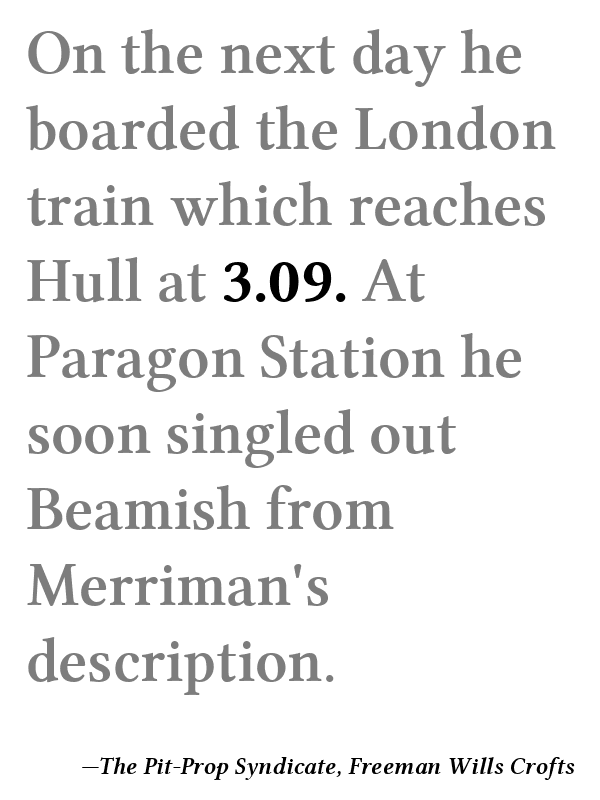 On the next day he
boarded the London
train which reaches
Hull at 3.09. At
Paragon Station he
soon singled out
Beamish from
Merriman's
description.
—The Pit-Prop Syndicate, Freeman Wills Crofts